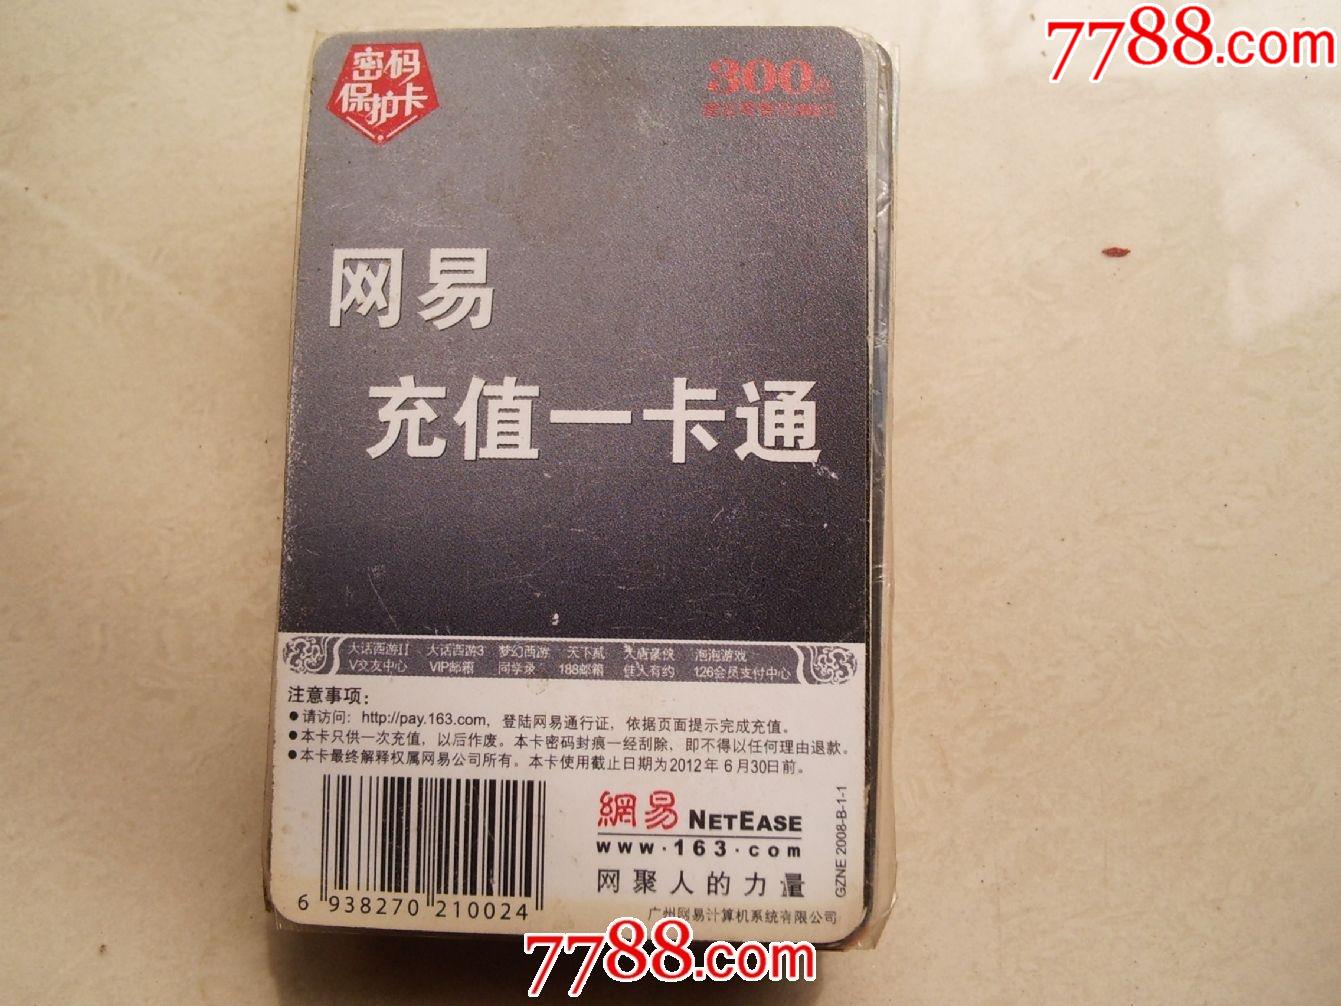 7788.com
密码
保护卡
300点
网易
充值一卡通
大话西游II 大话西游3 梦幻西游 天下贰 大唐豪侠 泡泡游戏
V交友中心 VIP邮箱 同学录 188邮箱 佳人有约 126会员支付中心
注意事项：
●请访问：http://pay.163.com，登陆网易通行证，依据页面提示完成充值。
●本卡只供一次充值，以后作废。本卡密码封痕一经刮除，即不得以任何理由退款。
●本卡最终解释权属网易公司所有。本卡使用截止日期为2012年6月30日前。
網易 NETEASE
www·163·com
网聚人的力量
GZNE 2008-B-1-1
6 938270 210024
广州网易计算机系统有限公司
7788.com